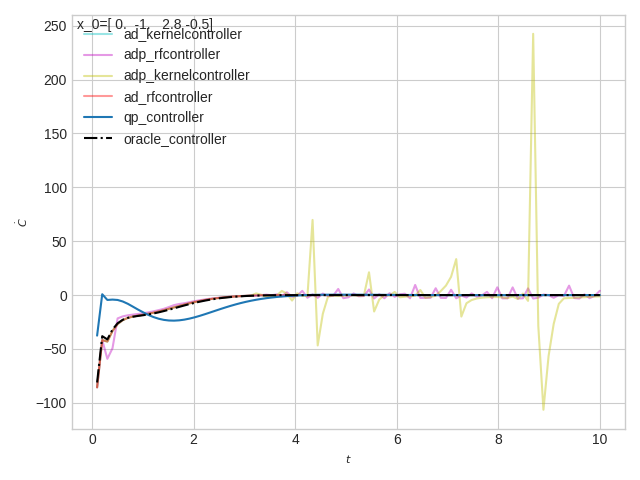 x_0=[ 0. -1. 2.8 -0.5]
ad_kernelcontroller
adp_rfcontroller
adp_kernelcontroller
ad_rfcontroller
qp_controller
oracle_controller
250
200
150
100
50
0
−50
−100
Ċ
0
2
4
6
8
10
t